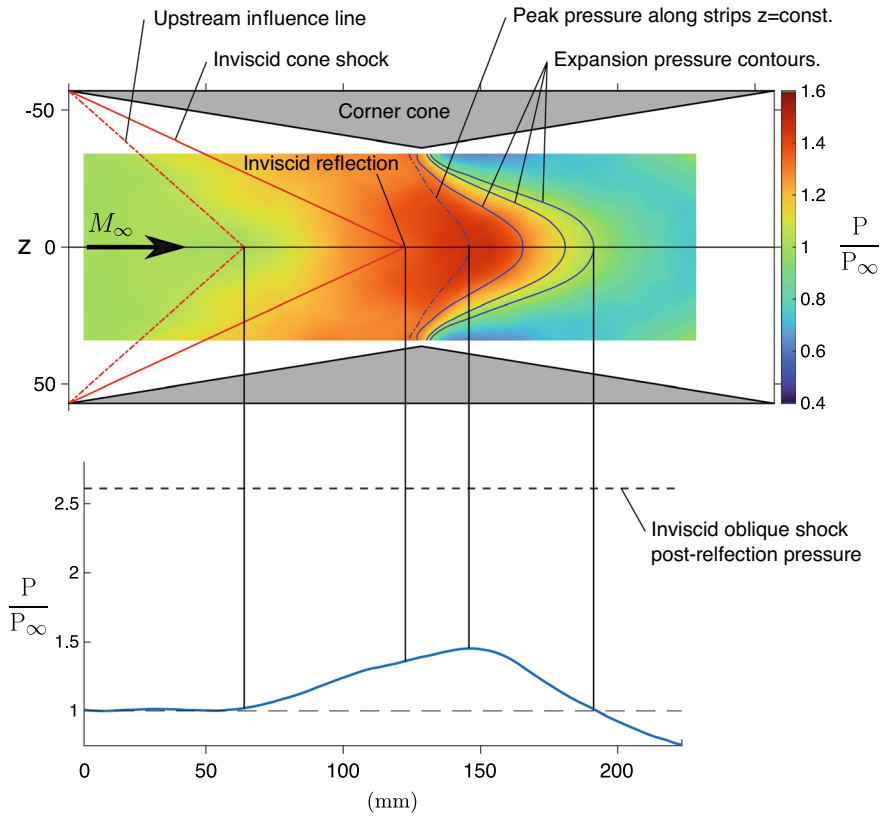 Upstream influence line
Peak pressure along strips z=const.
Inviscid cone shock
Expansion pressure contours.
-50
Corner cone
1.6
Inviscid reflection
1.4
M∞
1.2
Z 0
1
P
P∞
0.8
0.6
50
0.4
2.5
Inviscid oblique shock
post-relfection pressure
2
P
P∞
1.5
1
0
50
100
150
200
(mm)